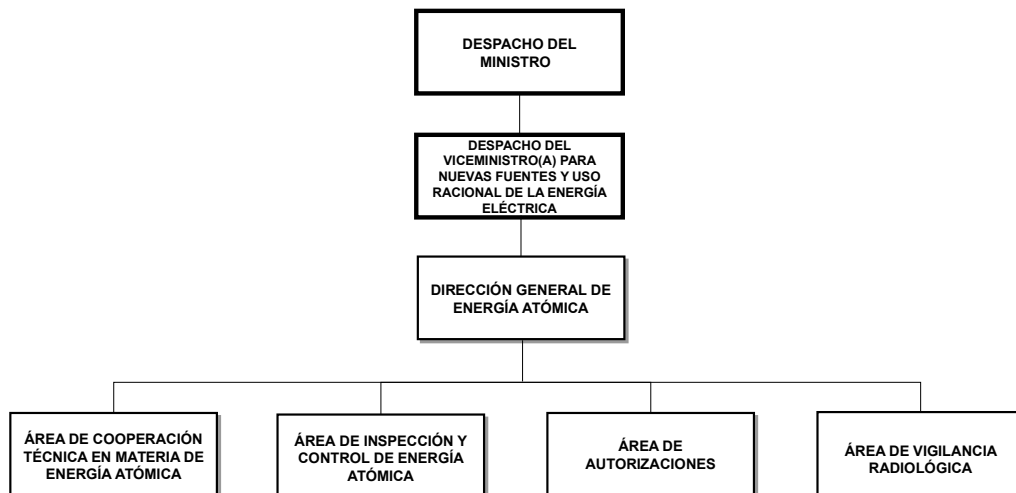 DESPACHO DEL
MINISTRO
DESPACHO DEL
VICEMINISTRO(A) PARA
NUEVAS FUENTES Y USO
RACIONAL DE LA ENERGÍA
ELÉCTRICA
DIRECCIÓN GENERAL DE
ENERGÍA ATÓMICA
ÁREA DE COOPERACIÓN
TÉCNICA EN MATERIA DE
ENERGÍA ATÓMICA
ÁREA DE INSPECCIÓN Y
CONTROL DE ENERGÍA
ATÓMICA
ÁREA DE
AUTORIZACIONES
ÁREA DE VIGILANCIA
RADIOLÓGICA